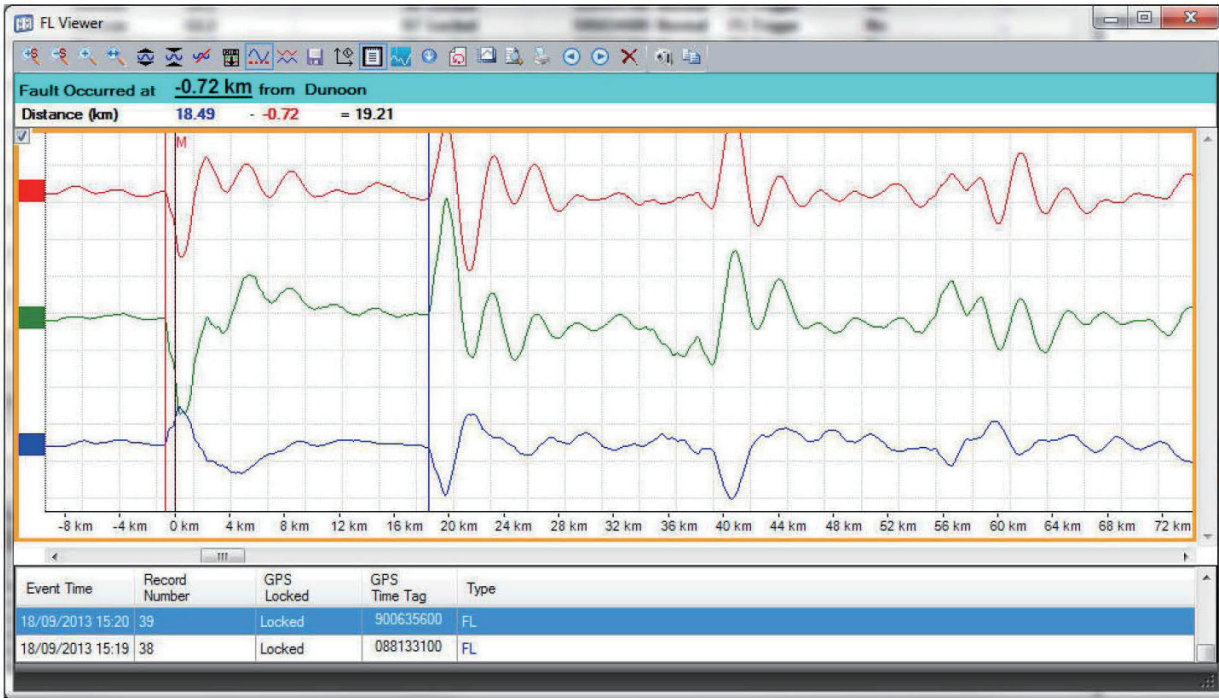 FL Viewer
Fault Occurred at -0.72 km from Dunoon
Distance (km) 18.49 - -0.72 = 19.21
M
-8 km -4 km 0 km 4 km 8 km 12 km 16 km 20 km 24 km 28 km 32 km 36 km 40 km 44 km 48 km 52 km 56 km 60 km 64 km 68 km 72 km
Event Time Record Number GPS Locked GPS Time Tag Type
18/09/2013 15:20 39 Locked 900635600 FL
18/09/2013 15:19 38 Locked 088133100 FL